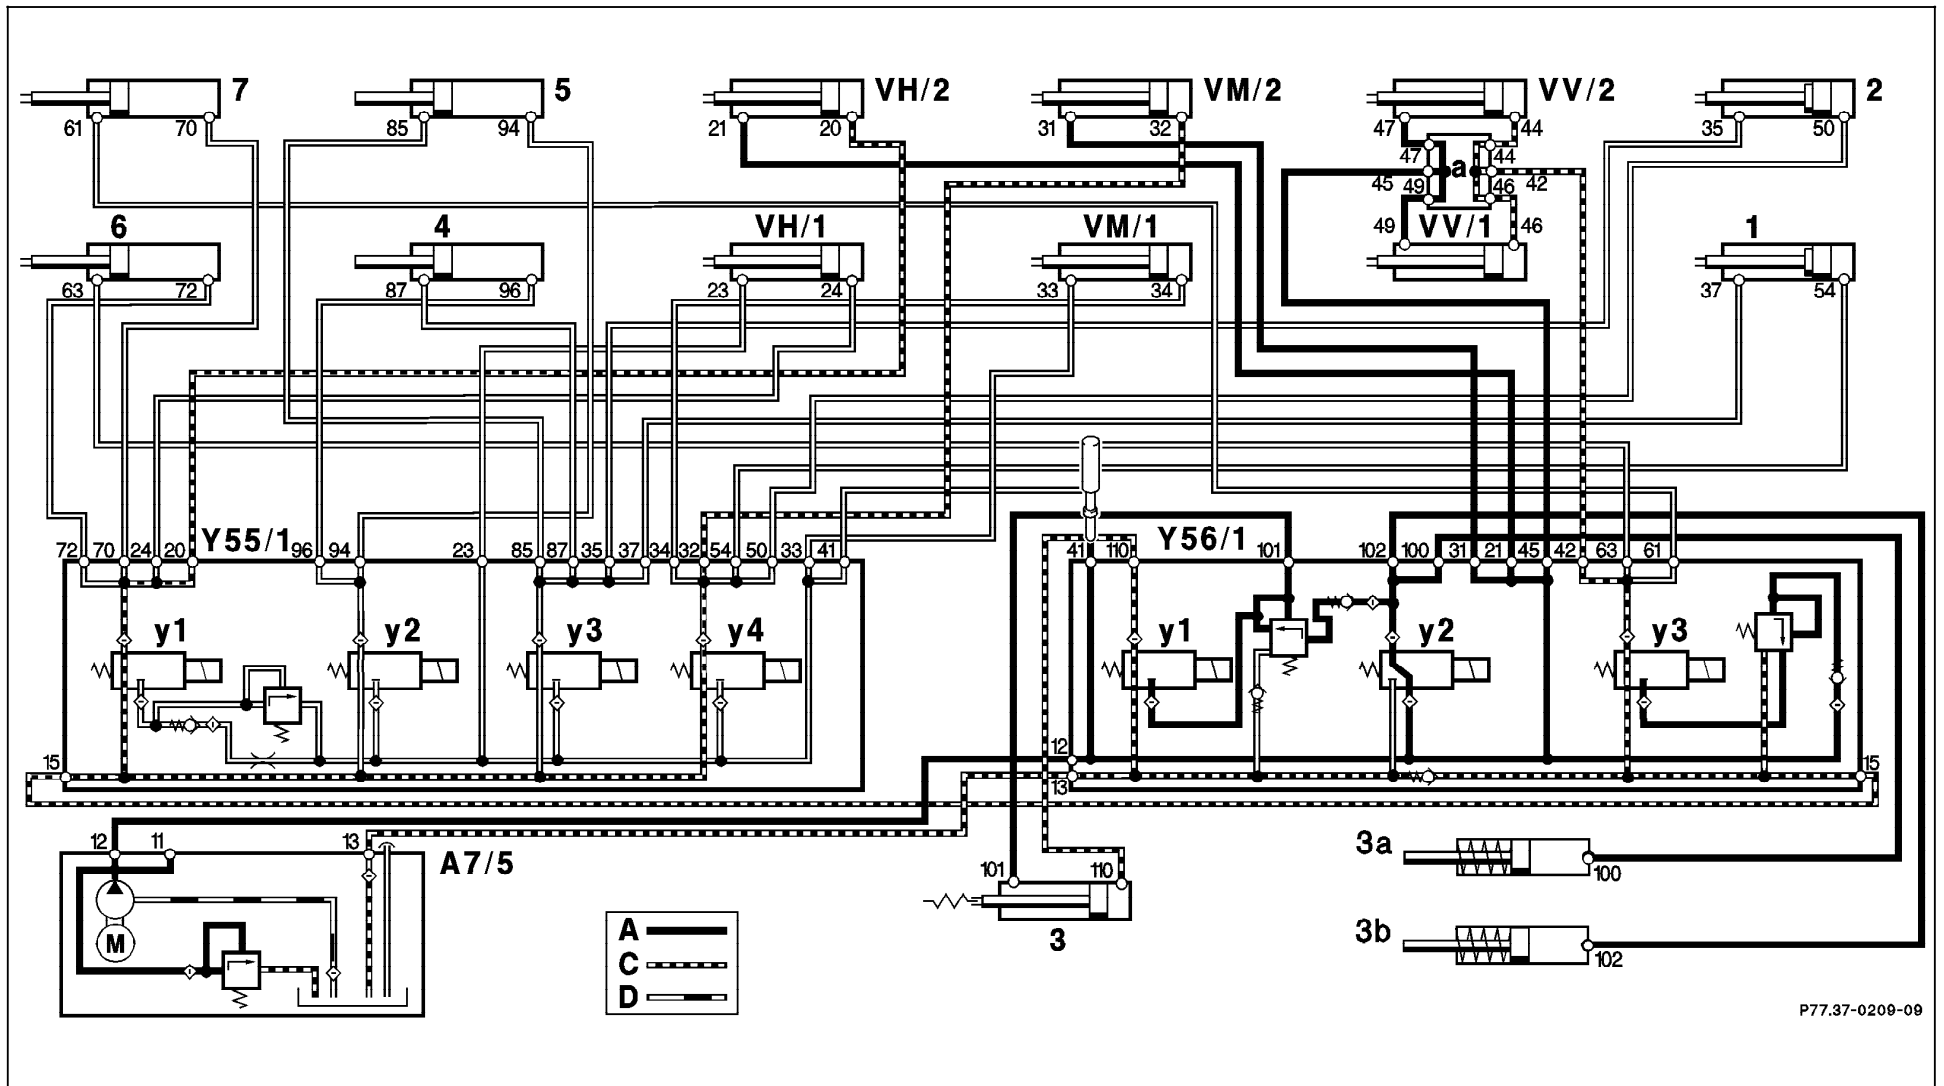 7 5 VH/2 VM/2 VV/2 2
61 70 85 94 21 20 31 32 47 44 35 50
47 44
a
45 49 46 42
6 4 VH/1 VM/1 49 VV/1 46 1
63 72 87 96 23 24 33 34 37 54
72 70 24 20 Y55/1 96 94 23 85 87 35 37 34 32 54 50 33 41
41 110 Y56/1 101 102 100 31 21 45 42 63 61
y1 y2 y3 y4
y1 y2 y3
15 12 13 15
12 11 13 A7/5
M
101 110
3
3a
100
3b
102
A
C
D
P77.37-0209-09